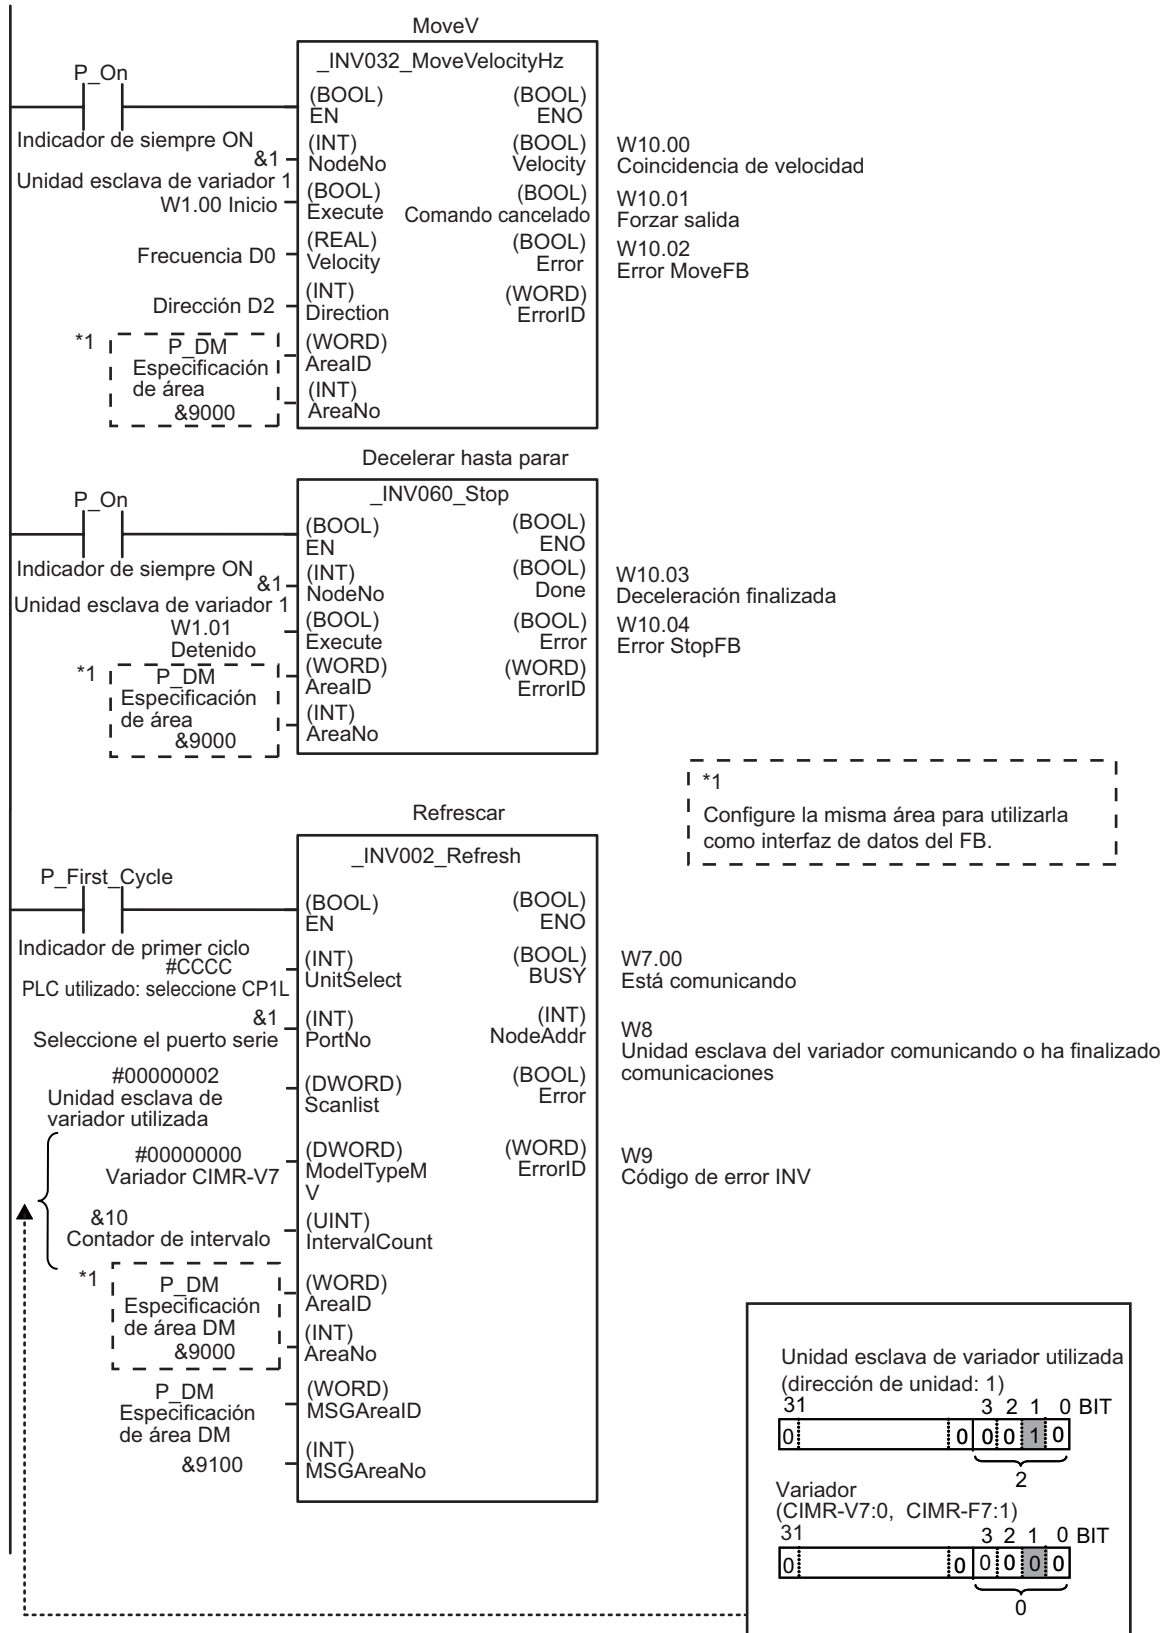 MoveV
_INV032_MoveVelocityHz
P_On
(BOOL)
EN
(BOOL)
ENO
Indicador de siempre ON
&1
Unidad esclava de variador 1
(INT)
NodeNo
(BOOL)
Velocity
W10.00
Coincidencia de velocidad
W1.00 Inicio
(BOOL)
Execute
(BOOL)
Comando cancelado
W10.01
Forzar salida
Frecuencia D0
(REAL)
Velocity
(BOOL)
Error
W10.02
Error MoveFB
Dirección D2
(INT)
Direction
(WORD)
ErrorID
*1
P_DM
Especificación
de área
&9000
(WORD)
AreaID
(INT)
AreaNo
Decelerar hasta parar
_INV060_Stop
P_On
(BOOL)
EN
(BOOL)
ENO
Indicador de siempre ON
&1
Unidad esclava de variador 1
(INT)
NodeNo
(BOOL)
Done
W10.03
Deceleración finalizada
W1.01
Detenido
(BOOL)
Execute
(BOOL)
Error
W10.04
Error StopFB
*1
P_DM
Especificación
de área
&9000
(WORD)
AreaID
(WORD)
ErrorID
(INT)
AreaNo
*1
Configure la misma área para utilizarla
como interfaz de datos del FB.
Refrescar
_INV002_Refresh
P_First_Cycle
(BOOL)
EN
(BOOL)
ENO
Indicador de primer ciclo
#CCCC
PLC utilizado: seleccione CP1L
(INT)
UnitSelect
(BOOL)
BUSY
W7.00
Está comunicando
&1
Seleccione el puerto serie
(INT)
PortNo
(INT)
NodeAddr
W8
Unidad esclava del variador comunicando o ha finalizado
comunicaciones
#00000002
Unidad esclava de
variador utilizada
(DWORD)
Scanlist
(BOOL)
Error
#00000000
Variador CIMR-V7
(DWORD)
ModelTypeM
V
(WORD)
ErrorID
W9
Código de error INV
&10
Contador de intervalo
(UINT)
IntervalCount
*1
P_DM
Especificación
de área DM
&9000
(WORD)
AreaID
(INT)
AreaNo
P_DM
Especificación
de área DM
(WORD)
MSGAreaID
&9100
(INT)
MSGAreaNo
Unidad esclava de variador utilizada
(dirección de unidad: 1)
31 3 2 1 0 BIT
0 0 0 0 1 0
2
Variador
(CIMR-V7:0, CIMR-F7:1)
31 3 2 1 0 BIT
0 0 0 0 0 0
0